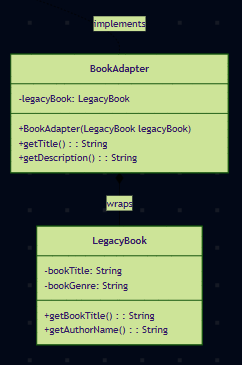 implements
BookAdapter
-legacyBook: LegacyBook
+BookAdapter(LegacyBook legacyBook)
+getTitle() : : String
+getDescription() : : String
wraps
LegacyBook
-bookTitle: String
-bookGenre: String
+getBookTitle() : : String
+getAuthorName() : : String